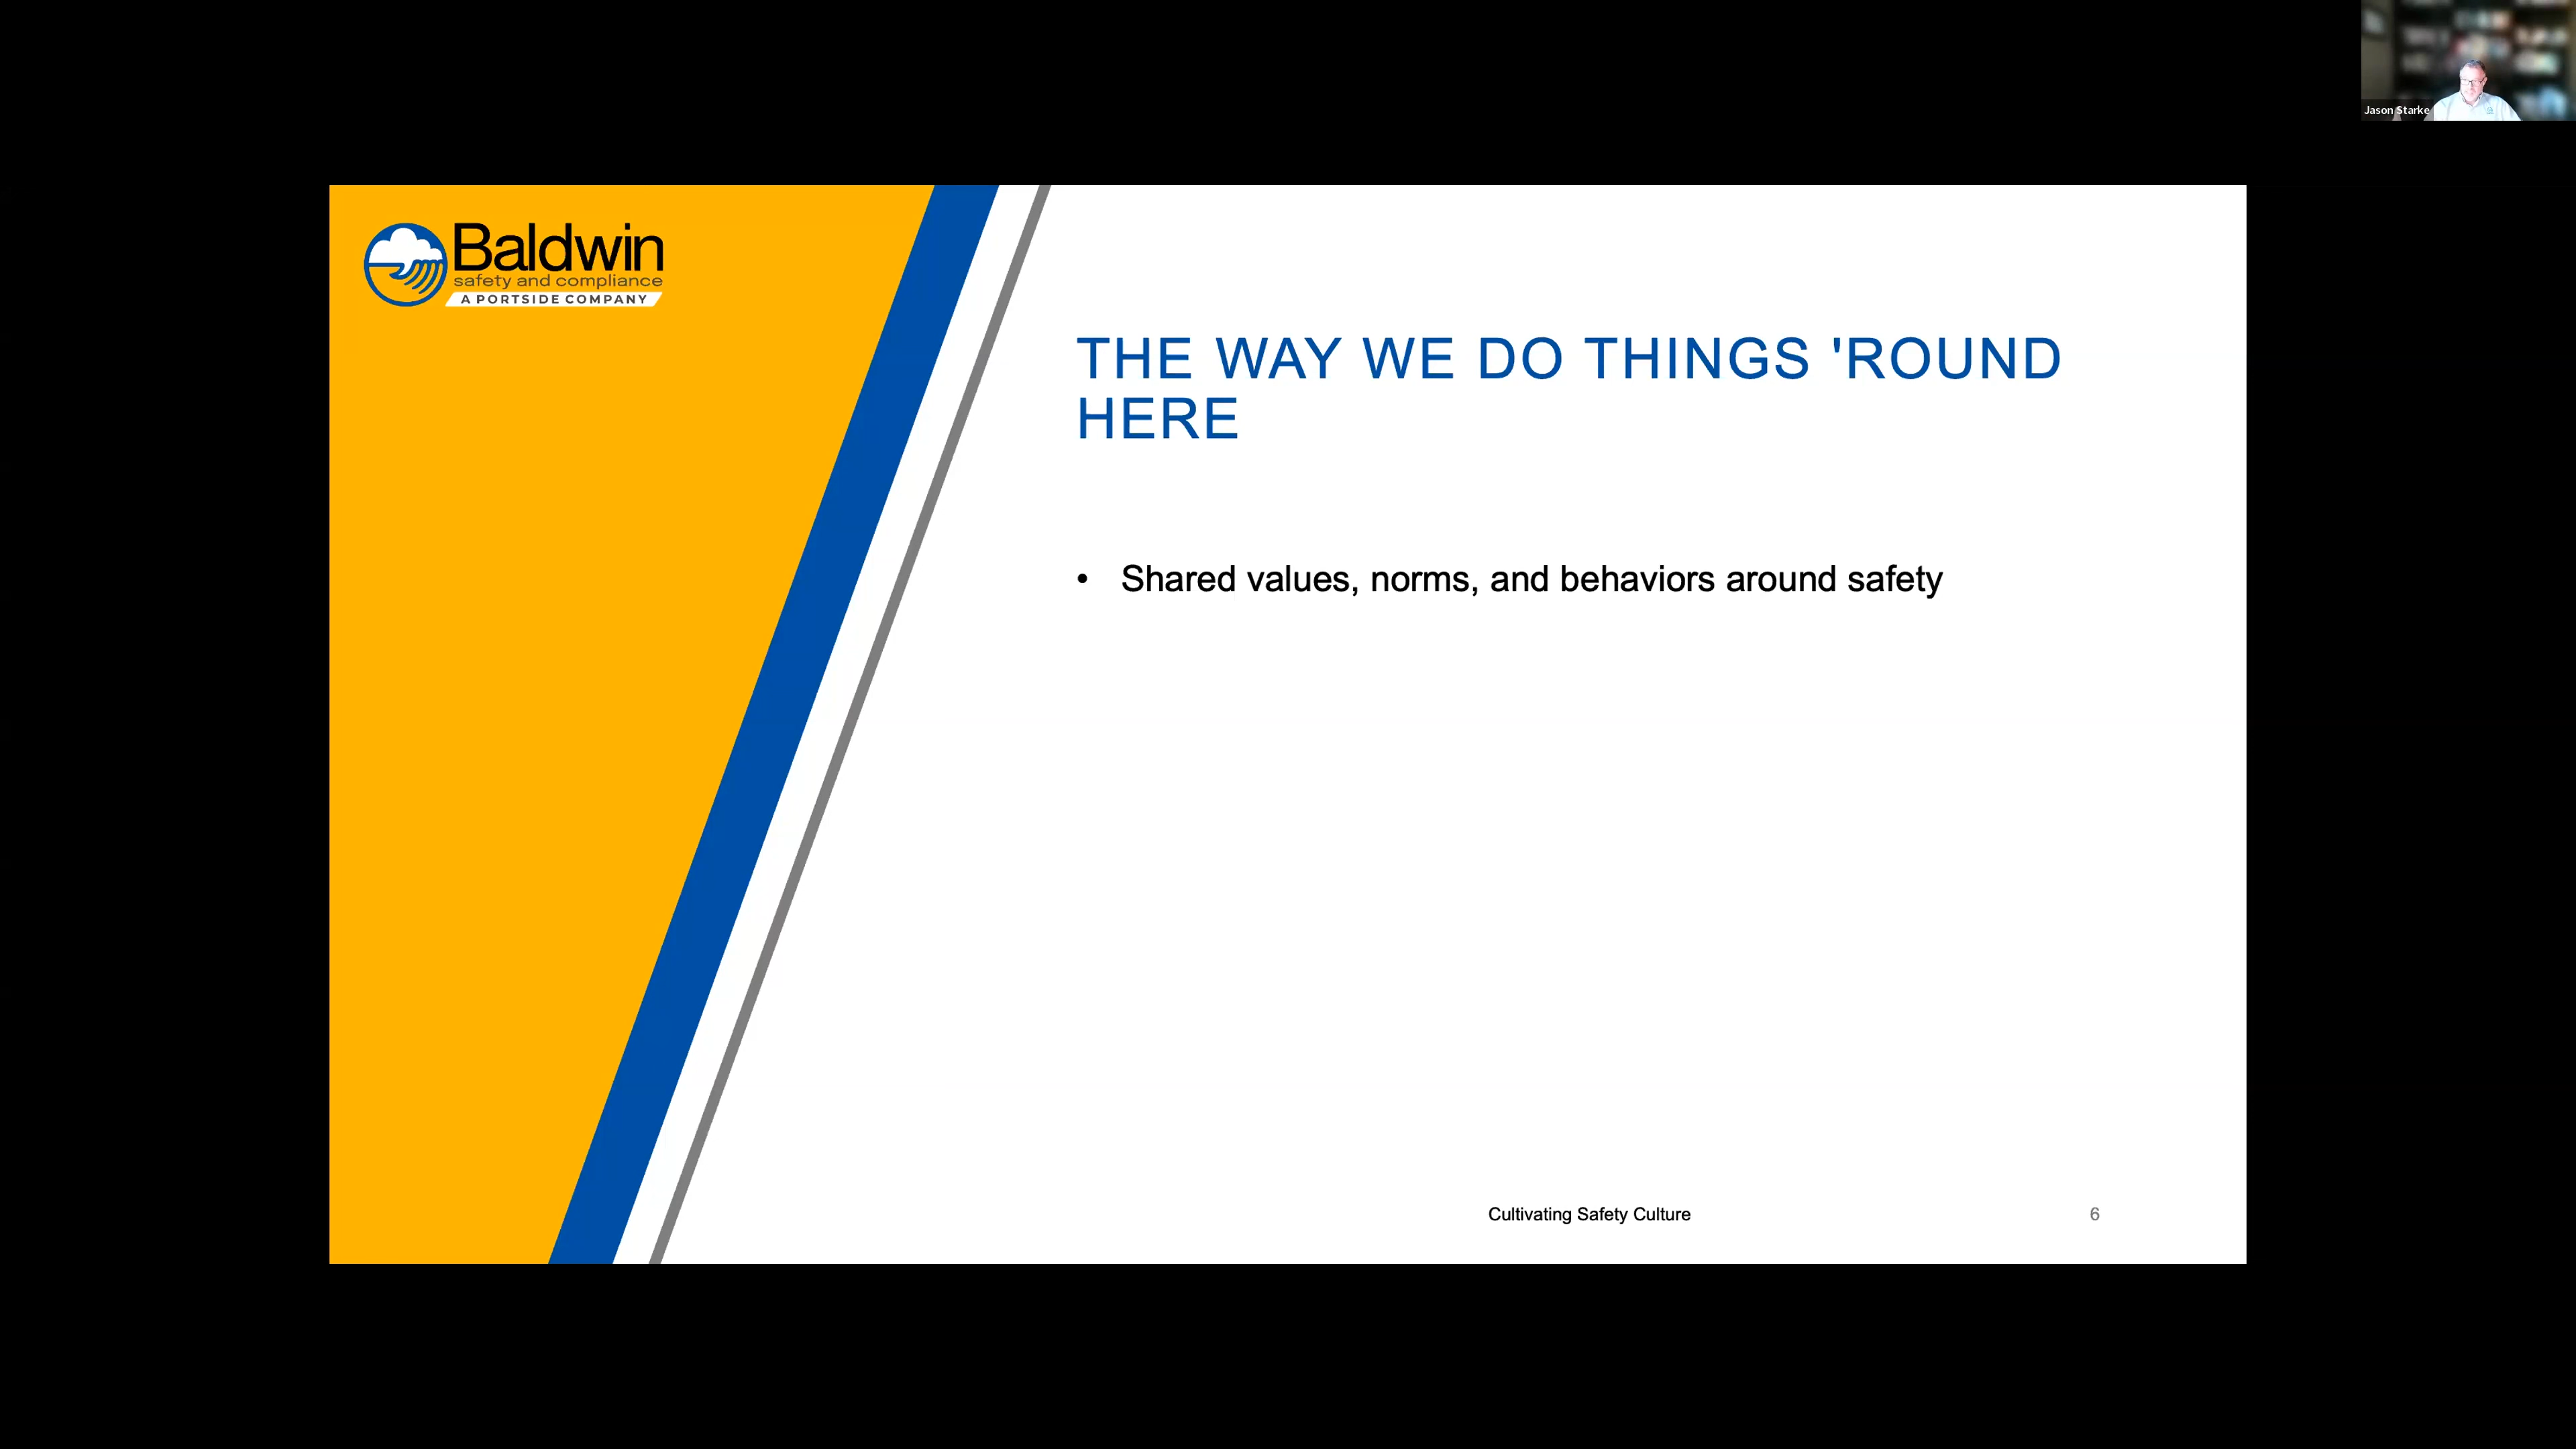 Jason Starke
Baldwin
safety and compliance
A PORTSIDE COMPANY
THE WAY WE DO THINGS 'ROUND
HERE
• Shared values, norms, and behaviors around safety
Cultivating Safety Culture
6